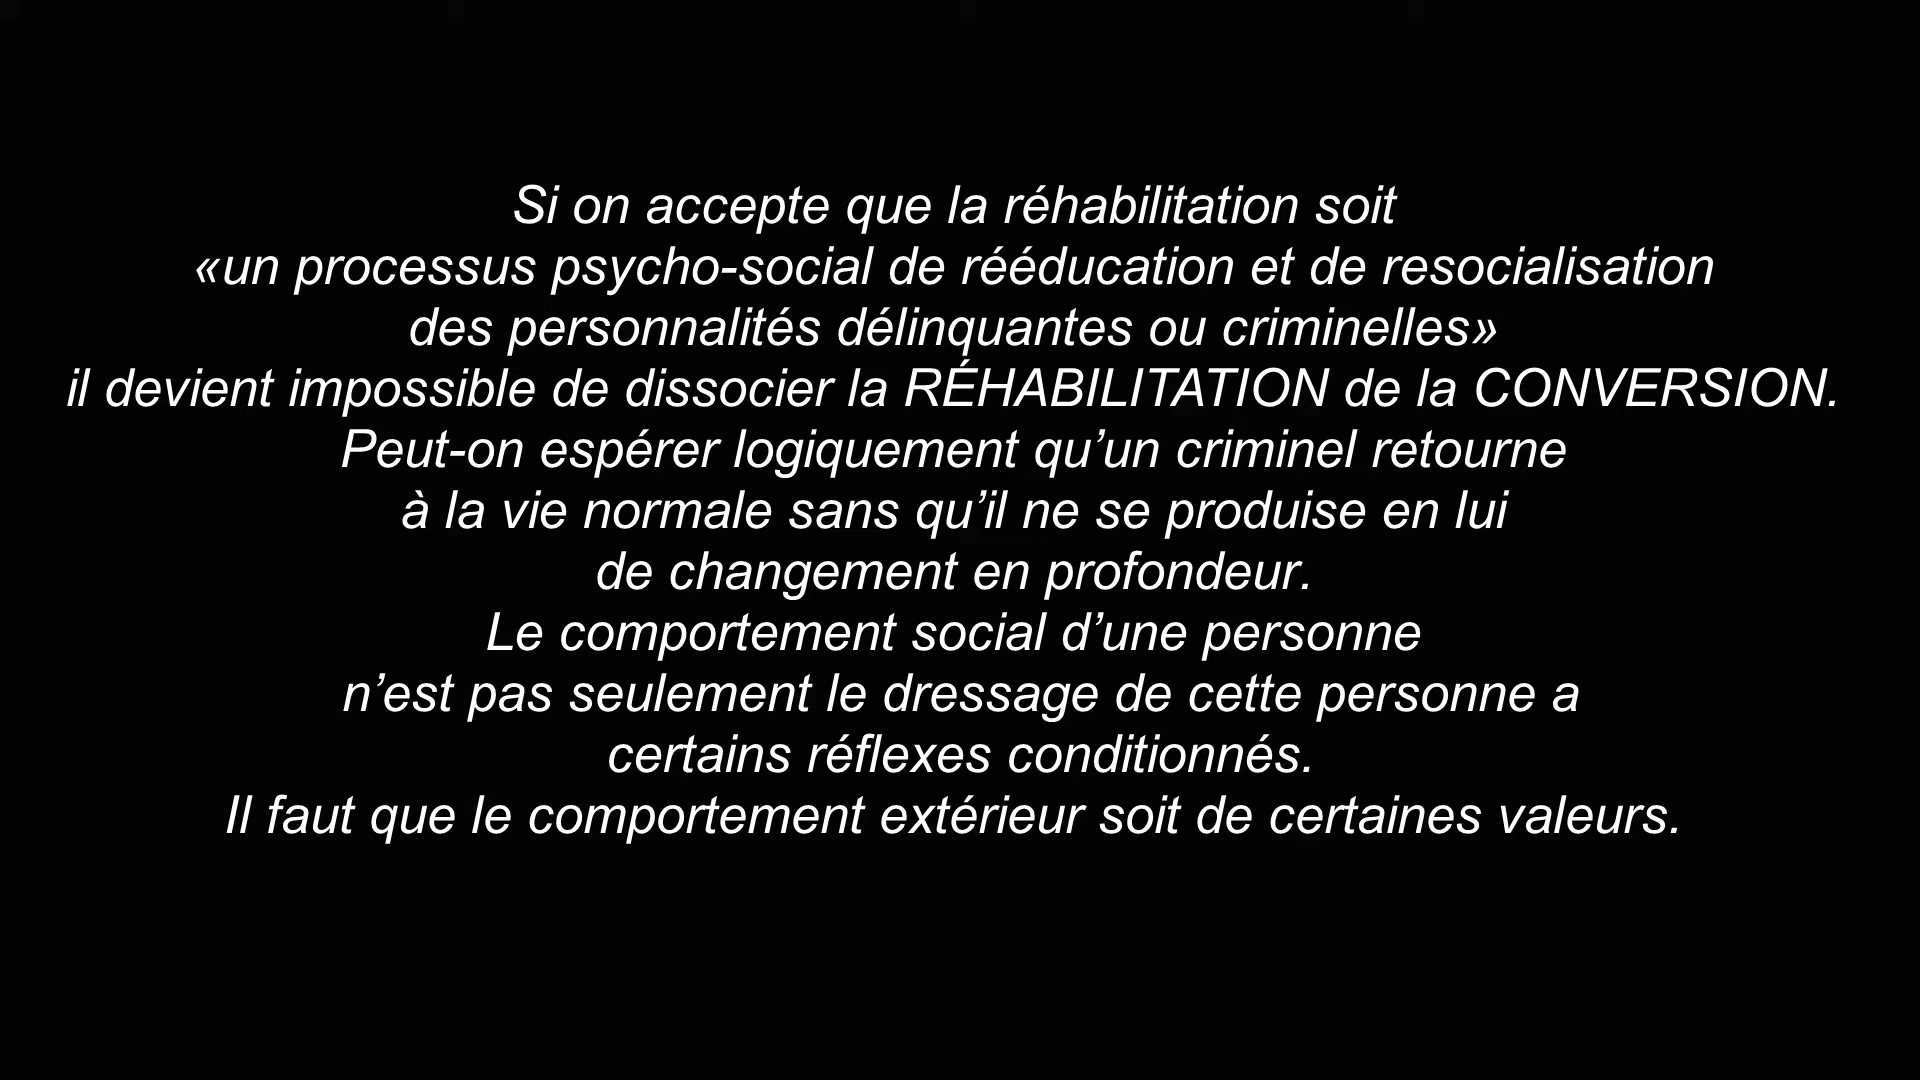 Si on accepte que la réhabilitation soit
«un processus psycho-social de rééducation et de resocialisation
des personnalités délinquantes ou criminelles»
il devient impossible de dissocier la RÉHABILITATION de la CONVERSION.
Peut-on espérer logiquement qu’un criminel retourne
à la vie normale sans qu’il ne se produise en lui
de changement en profondeur.
Le comportement social d’une personne
n’est pas seulement le dressage de cette personne a
certains réflexes conditionnés.
Il faut que le comportement extérieur soit de certaines valeurs.